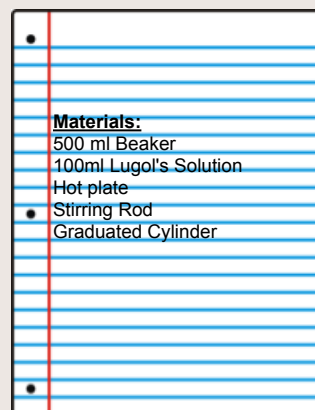 Materials:
500 ml Beaker
100ml Lugol's Solution
Hot plate
Stirring Rod
Graduated Cylinder